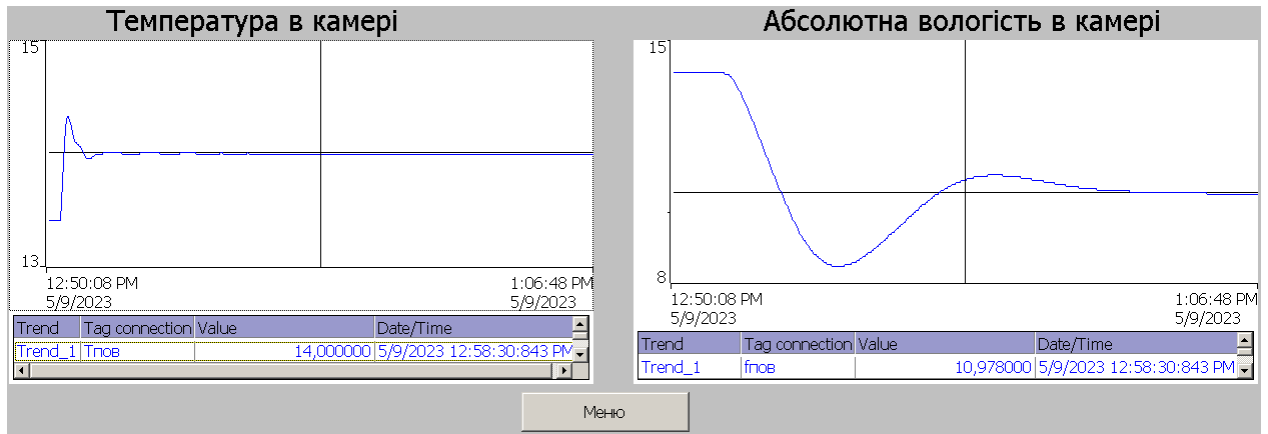 Температура в камері
15
13
12:50:08 PM
5/9/2023
1:06:48 PM
5/9/2023
Trend Tag connection Value Date/Time
Trend_1 Тпов 14,000000 5/9/2023 12:58:30:843 PM
Абсолютна вологість в камері
15
8
12:50:08 PM
5/9/2023
1:06:48 PM
5/9/2023
Trend Tag connection Value Date/Time
Trend_1 fпов 10,978000 5/9/2023 12:58:30:843 PM
Меню